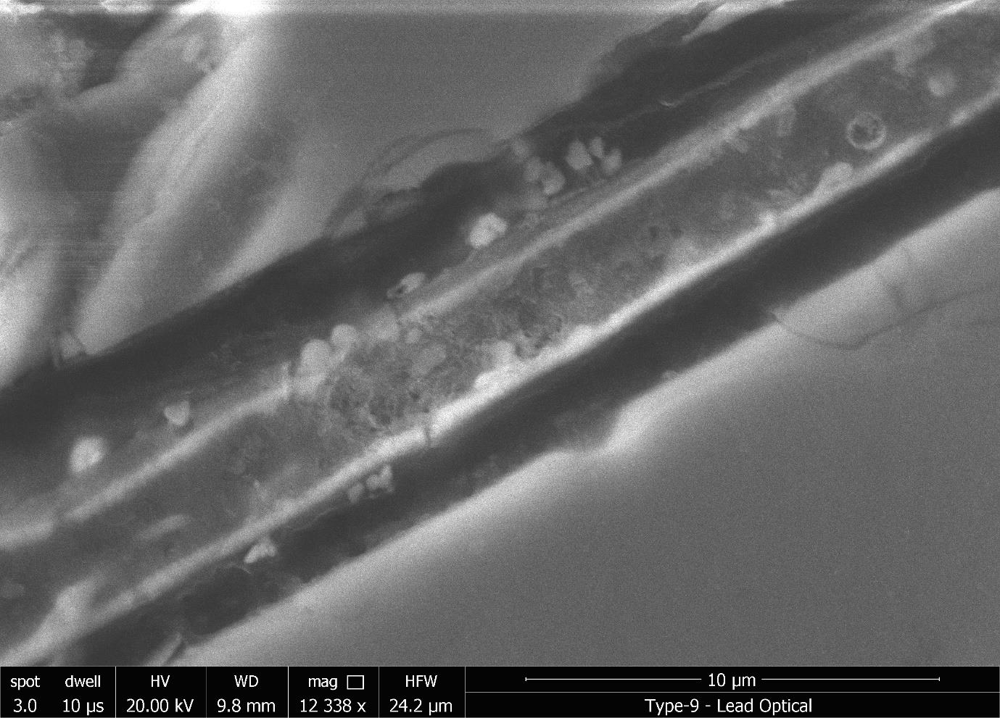 spot dwell HV WD mag HFW 10 µm
3.0 10 µs 20.00 kV 9.8 mm 12 338 x 24.2 µm Type-9 - Lead Optical